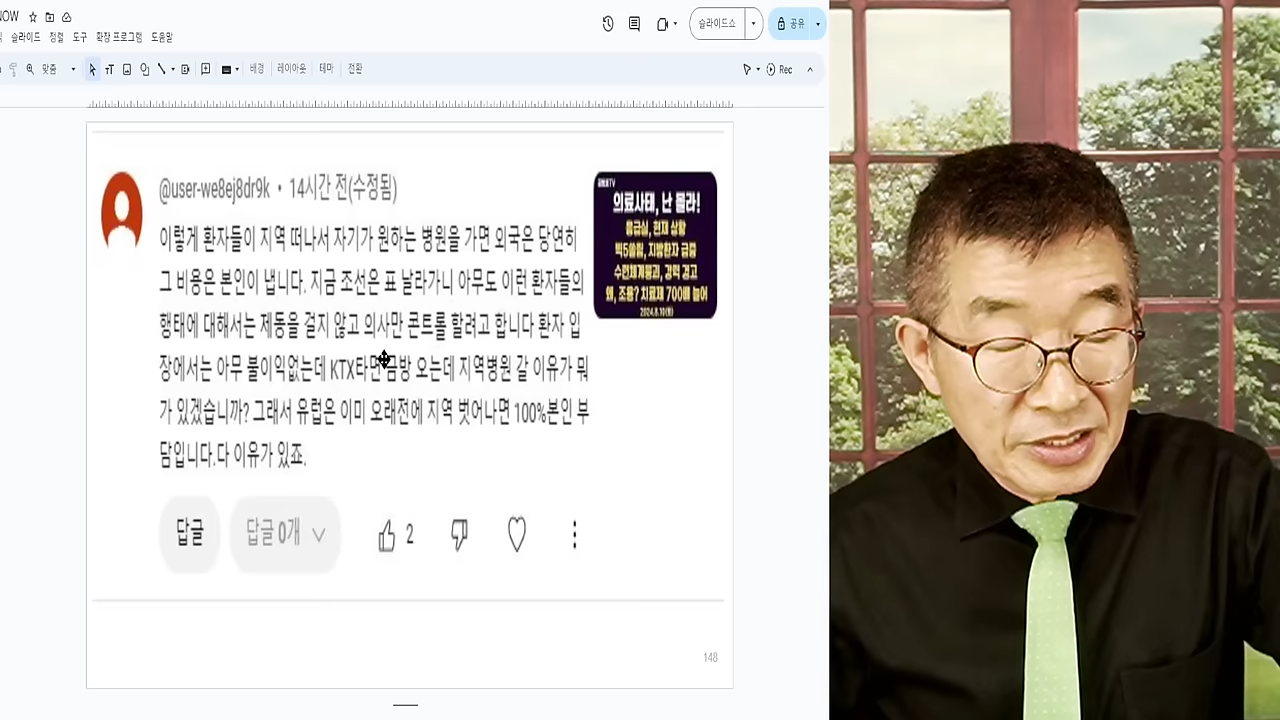 NOW
슬라이드 정렬 도구 확장 프로그램 도움말
슬라이드쇼
공유
맞춤
배경 레이아웃 테마 전환
Rec
@user-we8ej8dr9k • 14시간 전(수정됨)
이렇게 환자들이 지역 떠나서 자기가 원하는 병원을 가면 외국은 당연히
그 비용은 본인이 냅니다. 지금 조선은 표 날라가니 아무도 이런 환자들의
행태에 대해서는 제동을 걸지 않고 의사만 콘트롤 할려고 합니다 환자 입
장에서는 아무 불이익없는데 KTX타면 금방 오는데 지역병원 갈 이유가 뭐
가 있겠습니까? 그래서 유럽은 이미 오래전에 지역 벗어나면 100%본인 부
담입니다.다 이유가 있죠.
의료사태, 난 몰라!
응급실, 현재 상황
빅5쏠림, 지방환자 급증
수련체계붕괴, 강력 경고
왜, 조용? 치료제 700배 늘어
답글
답글 0개
2
148